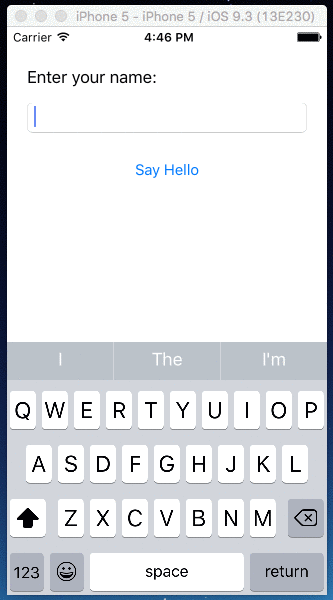 iPhone 5 - iPhone 5 / iOS 9.3 (13E230)
Carrier 4:46 PM
Enter your name:
Say Hello
I The I'm
Q W E R T Y U I O P
A S D F G H J K L
Z X C V B N M
123 space return